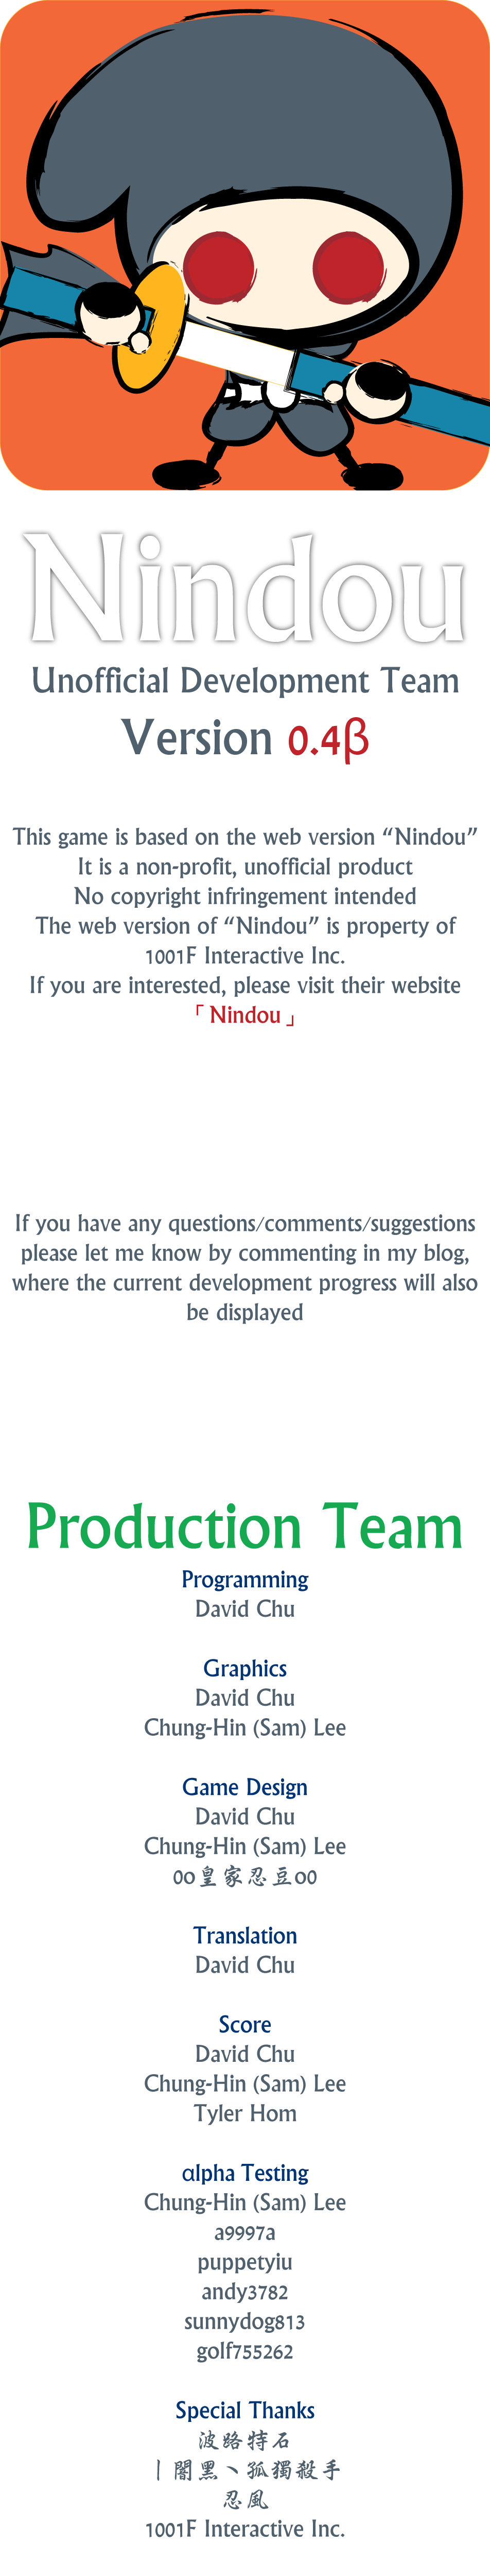 Nindou
Unofficial Development Team
Version 0.4β
This game is based on the web version “Nindou”
It is a non-profit, unofficial product
No copyright infringement intended
The web version of “Nindou” is property of
1001F Interactive Inc.
If you are interested, please visit their website
「Nindou」
If you have any questions/comments/suggestions
please let me know by commenting in my blog,
where the current development progress will also
be displayed
Production Team
Programming
David Chu
Graphics
David Chu
Chung-Hin (Sam) Lee
Game Design
David Chu
Chung-Hin (Sam) Lee
0o皇家忍豆o0
Translation
David Chu
Score
David Chu
Chung-Hin (Sam) Lee
Tyler Hom
αlpha Testing
Chung-Hin (Sam) Lee
a9997a
puppetyiu
andy3782
sunnydog813
golf755262
Special Thanks
波路特石
丨闇黑丶孤獨殺手
忍風
1001F Interactive Inc.